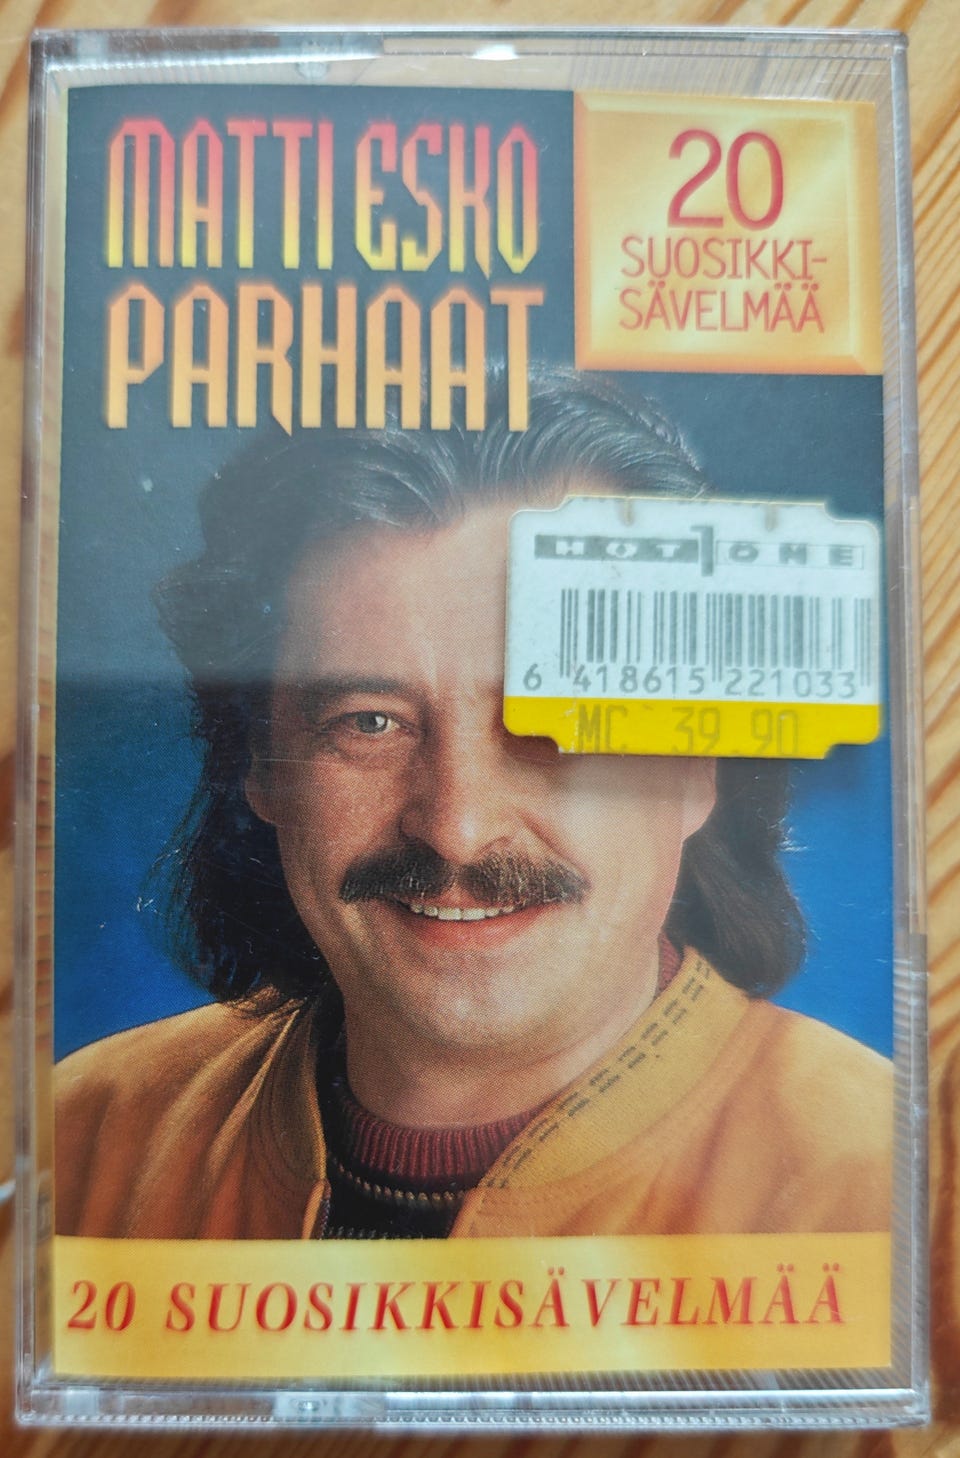 MATTI ESKO
PARHAAT
20
SUOSIKKI-
SÄVELMÄÄ
HOT ONE
6 418615 221033
MC 39.90
20 SUOSIKKISÄVELMÄÄ